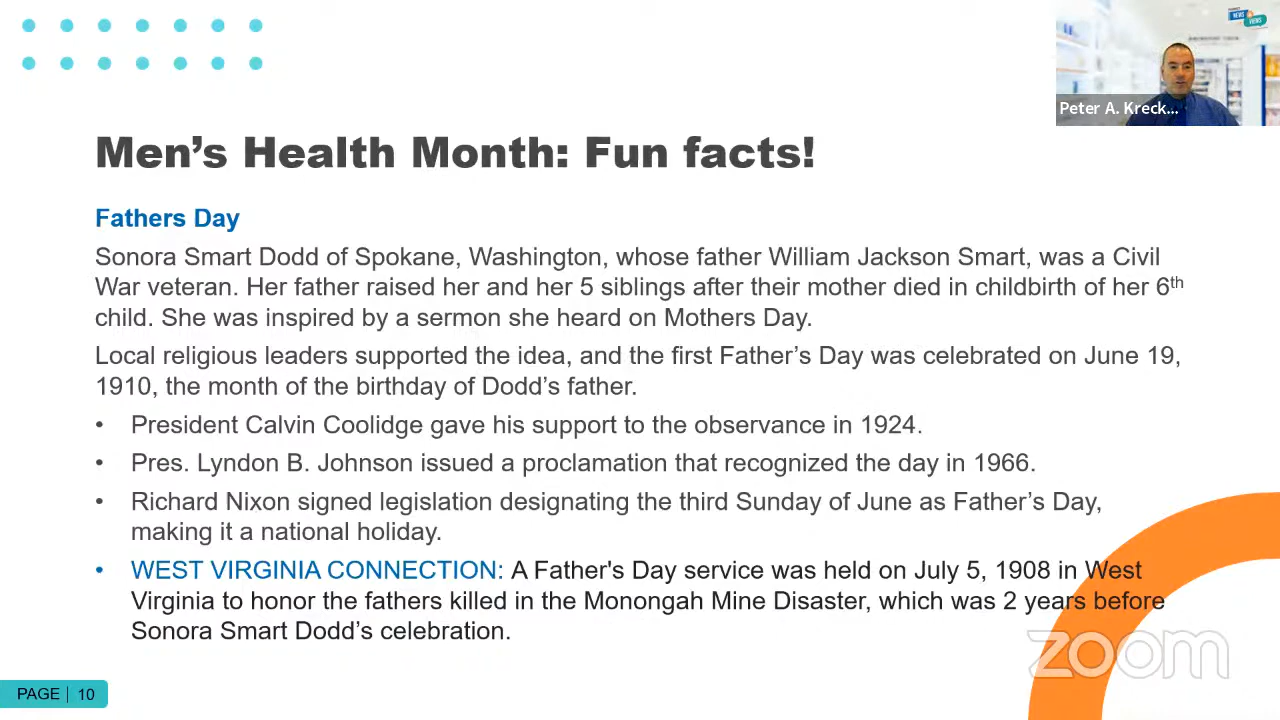 NEWS
VIEWS
Peter A. Kreck...
Men's Health Month: Fun facts!
Fathers Day
Sonora Smart Dodd of Spokane, Washington, whose father William Jackson Smart, was a Civil
War veteran. Her father raised her and her 5 siblings after their mother died in childbirth of her 6th
child. She was inspired by a sermon she heard on Mothers Day.
Local religious leaders supported the idea, and the first Father's Day was celebrated on June 19,
1910, the month of the birthday of Dodd's father.
• President Calvin Coolidge gave his support to the observance in 1924.
• Pres. Lyndon B. Johnson issued a proclamation that recognized the day in 1966.
• Richard Nixon signed legislation designating the third Sunday of June as Father's Day,
making it a national holiday.
• WEST VIRGINIA CONNECTION: A Father's Day service was held on July 5, 1908 in West
Virginia to honor the fathers killed in the Monongah Mine Disaster, which was 2 years before
Sonora Smart Dodd's celebration.
zoom
PAGE | 10